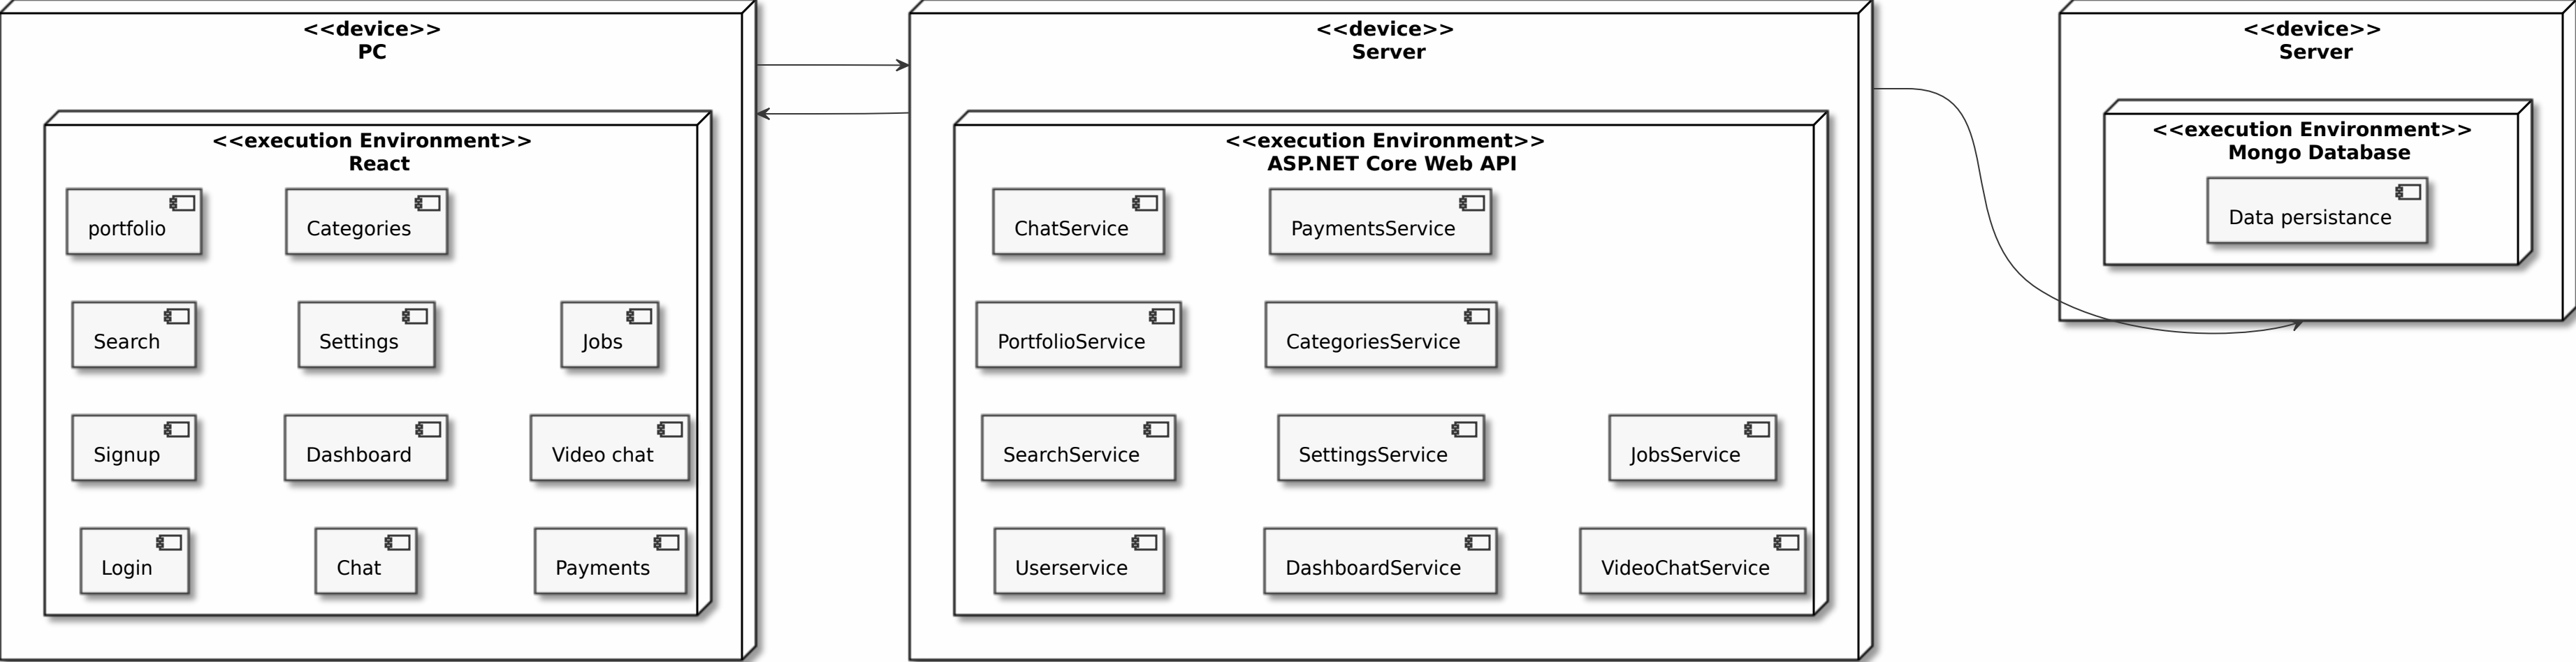 <<device>>
PC
<<execution Environment>>
React
portfolio
Categories
Search
Settings
Jobs
Signup
Dashboard
Video chat
Login
Chat
Payments
<<device>>
Server
<<execution Environment>>
ASP.NET Core Web API
ChatService
PaymentsService
PortfolioService
CategoriesService
SearchService
SettingsService
JobsService
Userservice
DashboardService
VideoChatService
<<device>>
Server
<<execution Environment>>
Mongo Database
Data persistance